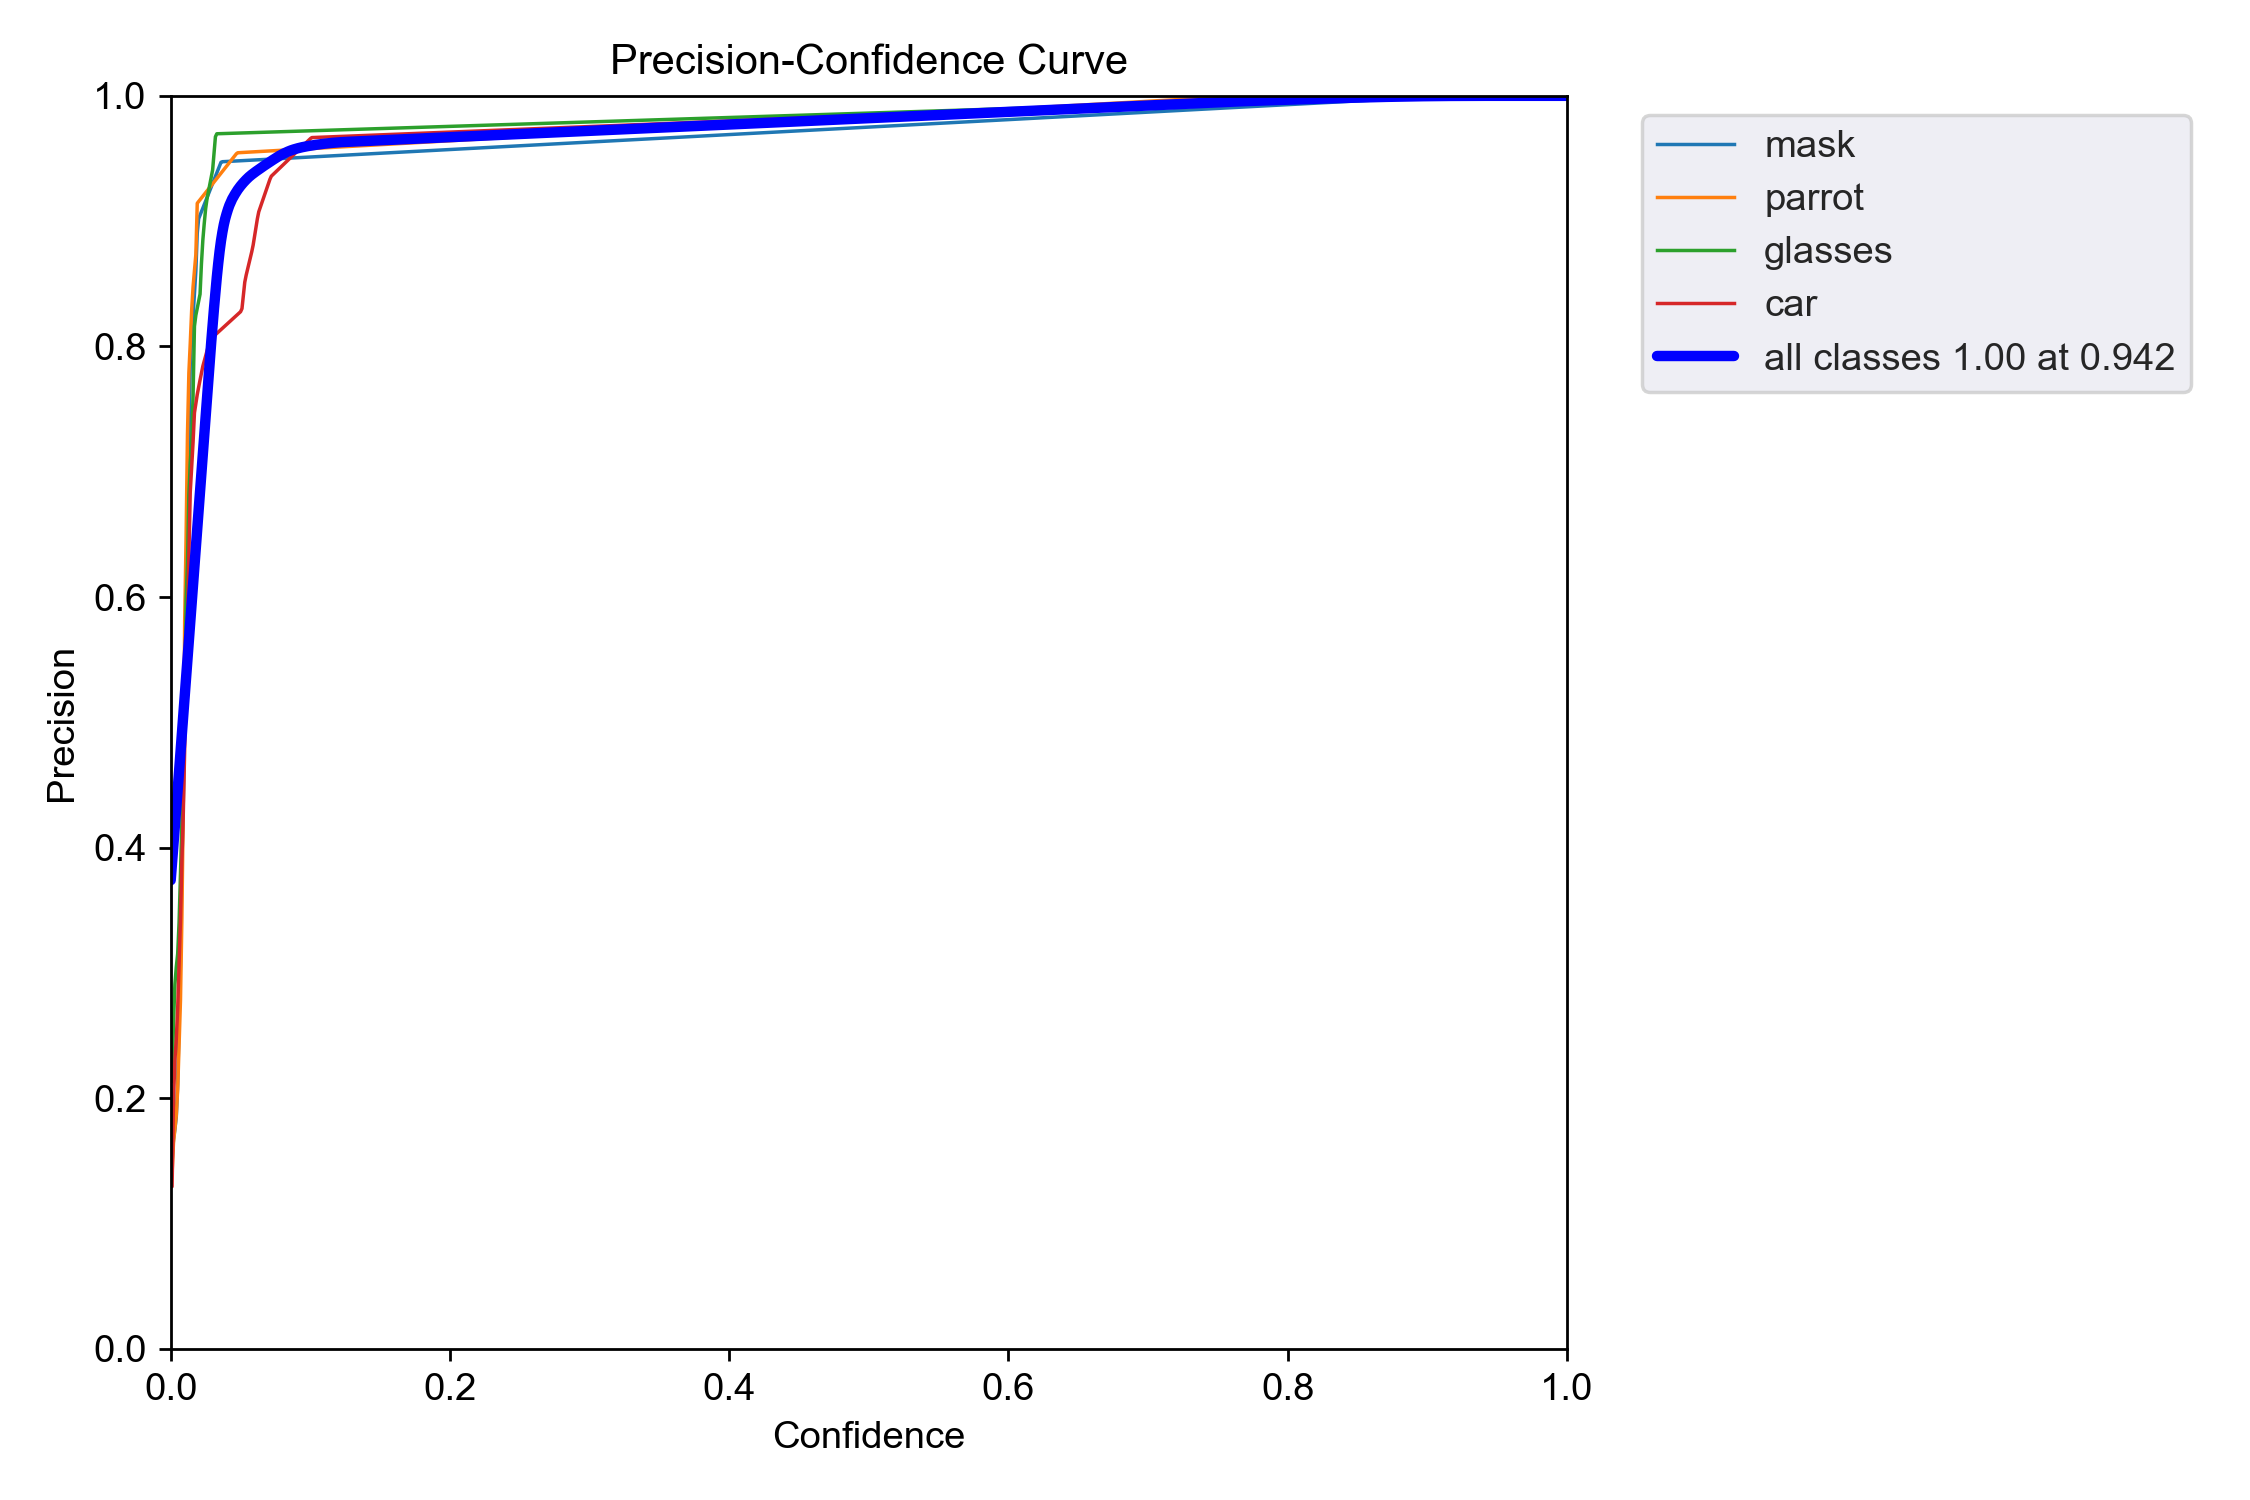 Precision-Confidence Curve
1.0
0.8
0.6
0.4
0.2
0.0
Precision
0.0 0.2 0.4 0.6 0.8 1.0
Confidence
mask
parrot
glasses
car
all classes 1.00 at 0.942